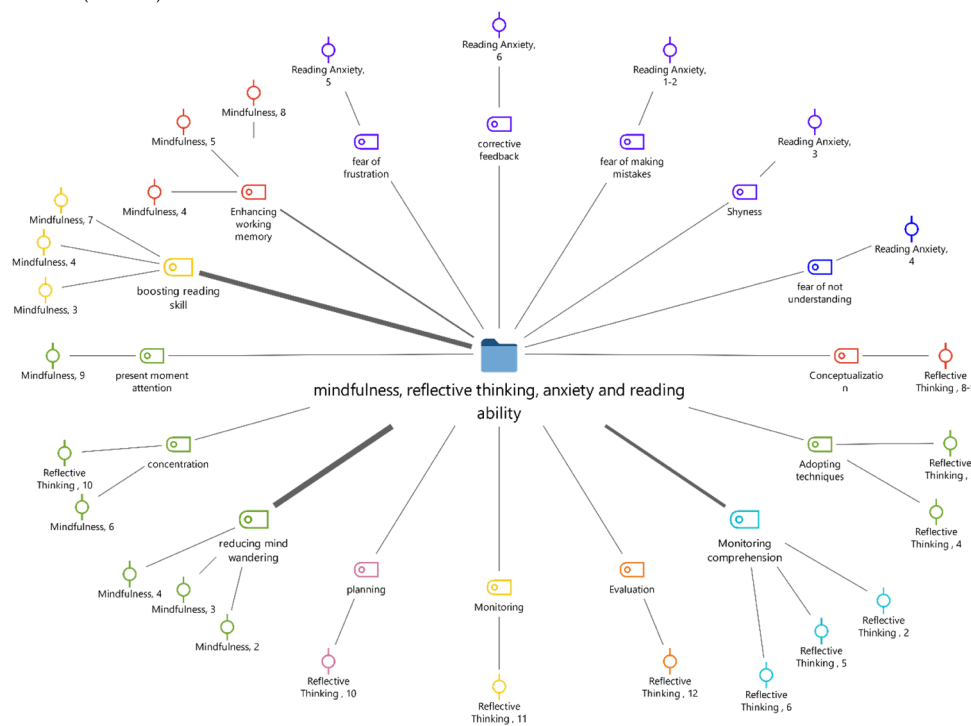 Reading Anxiety,
6
Reading Anxiety,
5
Reading Anxiety,
1-2
Mindfulness, 8
Mindfulness, 5
Reading Anxiety,
3
corrective
feedback
fear of
frustration
fear of making
mistakes
Mindfulness, 4
Enhancing
working
memory
Shyness
Mindfulness, 7
Reading Anxiety,
4
Mindfulness, 4
Mindfulness, 3
boosting reading
skill
fear of not
understanding
Mindfulness, 9
present moment
attention
Conceptualizatio
n
Reflective
Thinking , 8-
mindfulness, reflective thinking, anxiety and reading
ability
concentration
Reflective
Thinking , 10
Mindfulness, 6
Adopting
techniques
Reflective
Thinking ,
Reflective
Thinking , 4
reducing mind
wandering
Monitoring
comprehension
Mindfulness, 4
Mindfulness, 3
Mindfulness, 2
planning
Monitoring
Evaluation
Reflective
Thinking , 2
Reflective
Thinking , 5
Reflective
Thinking , 10
Reflective
Thinking , 11
Reflective
Thinking , 12
Reflective
Thinking , 6